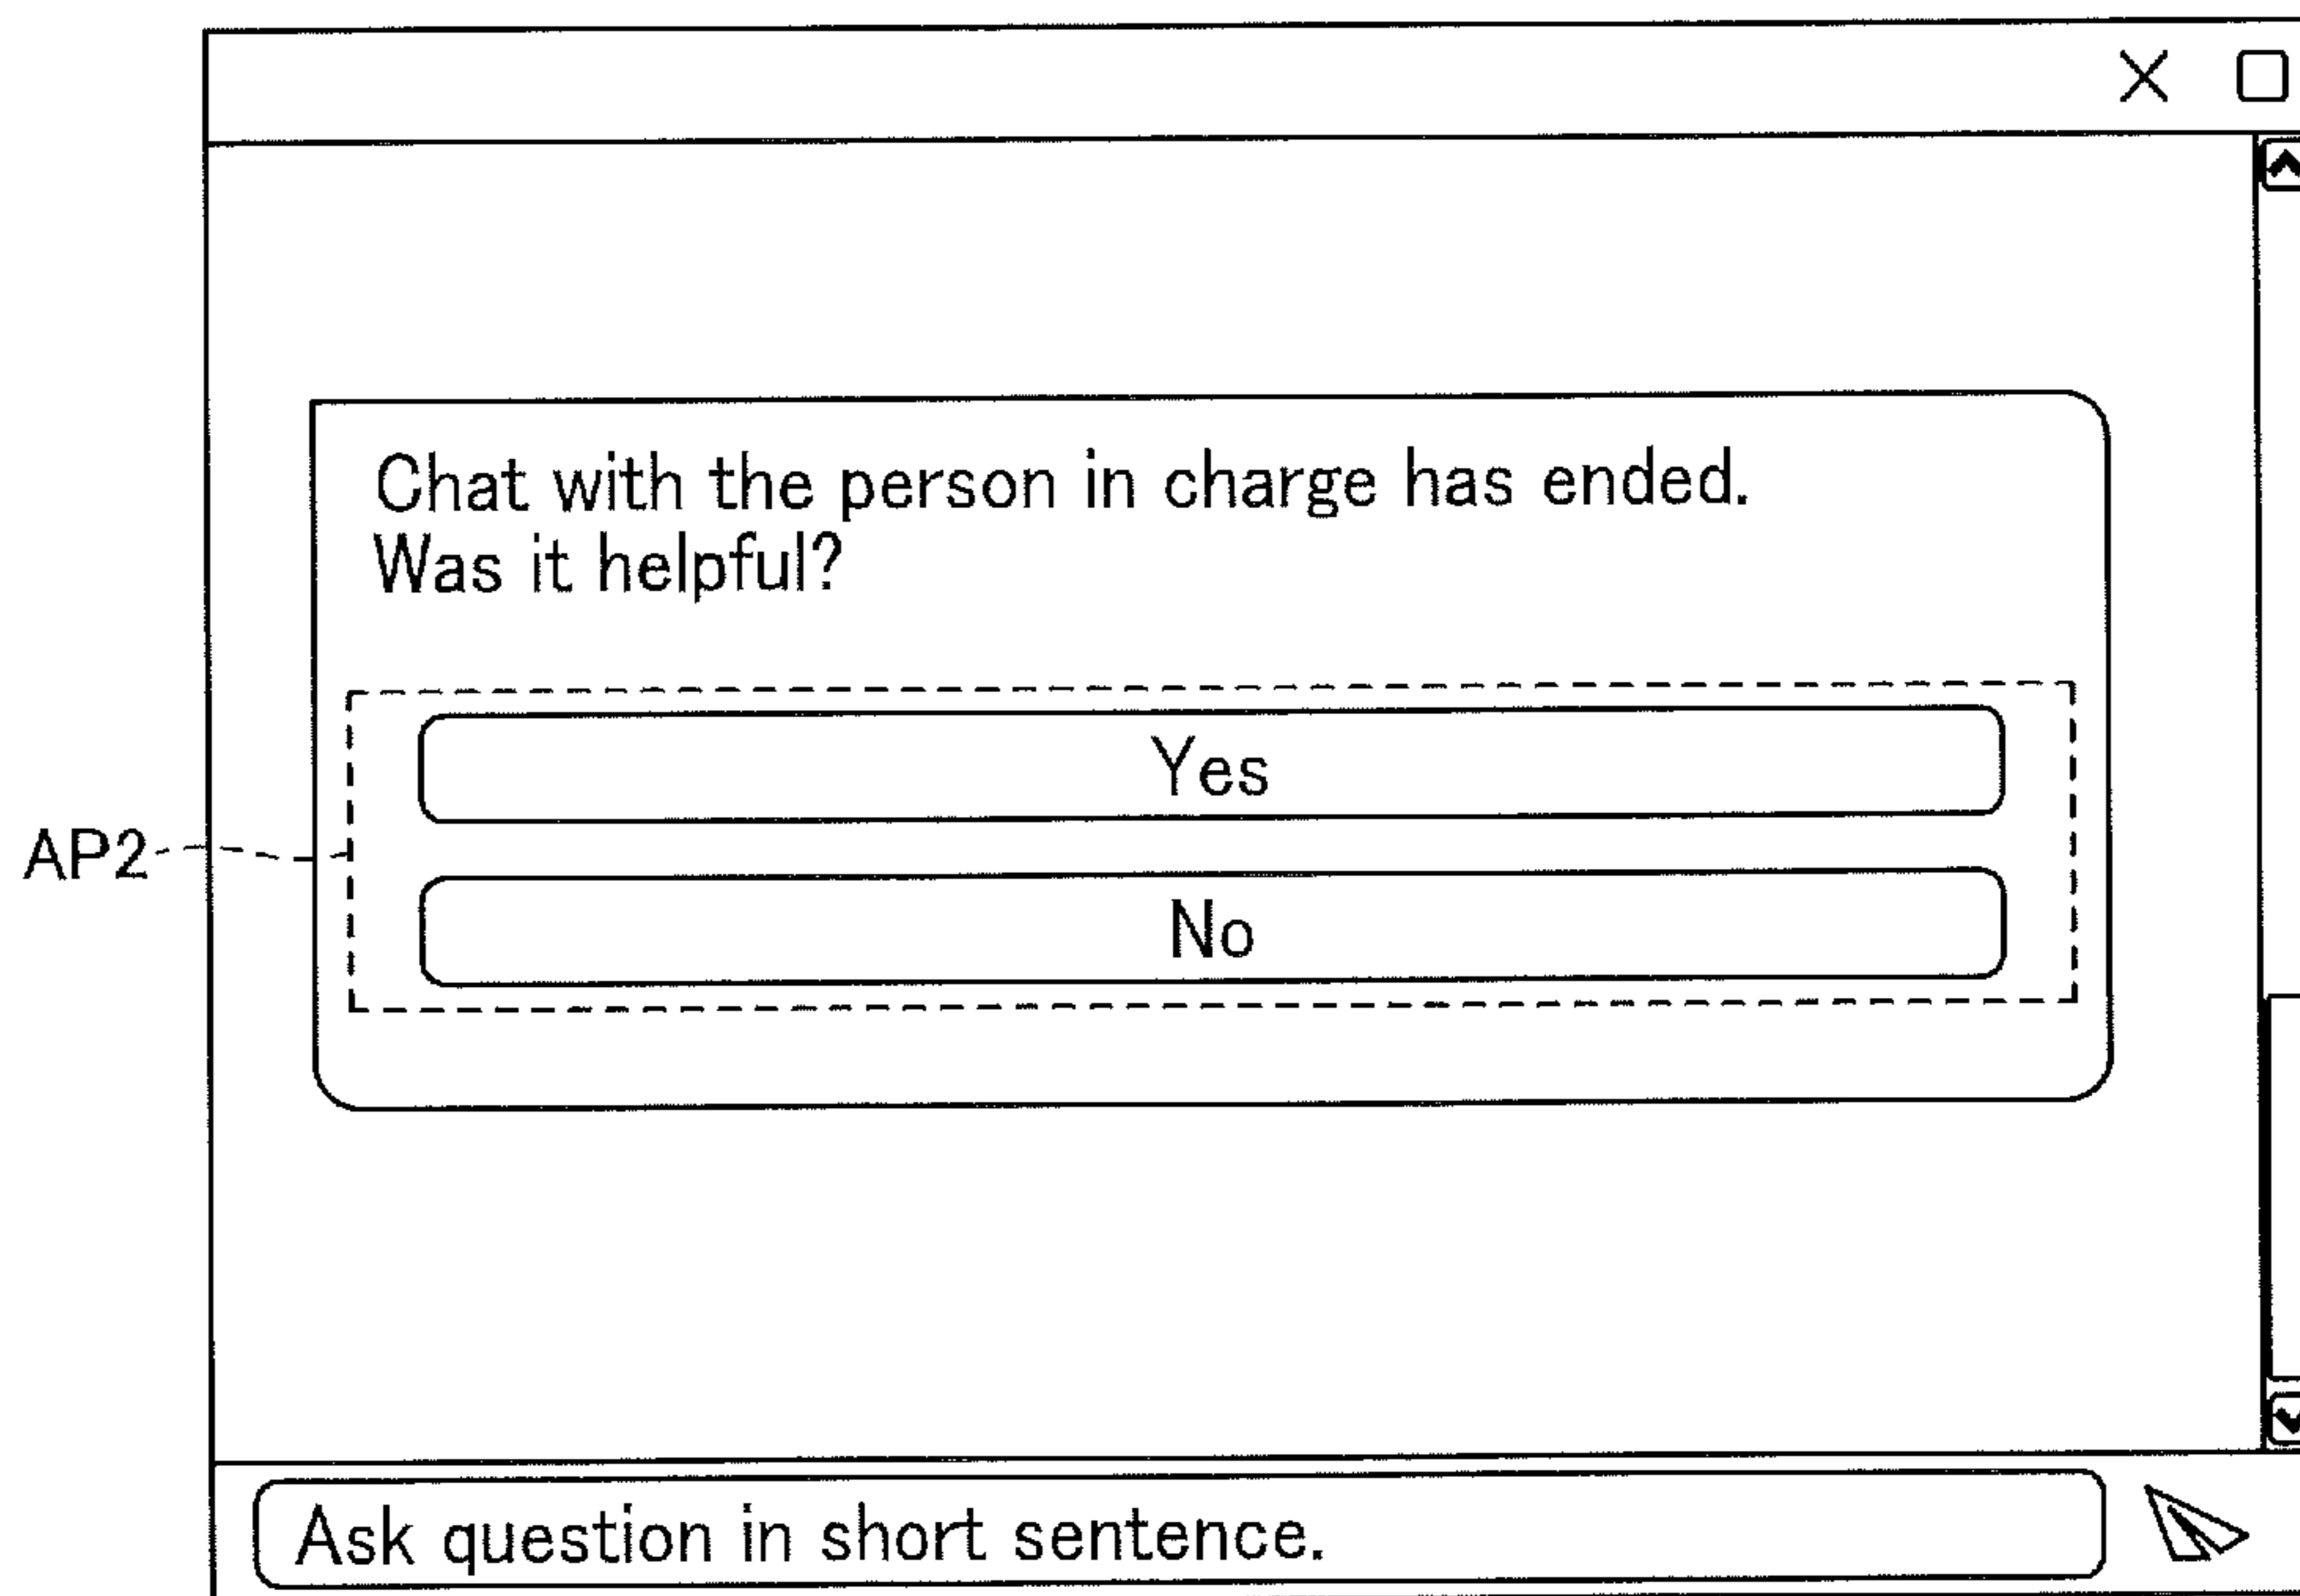 Chat with the person in charge has ended.
Was it helpful?
Yes
AP2
No
Ask question in short sentence.